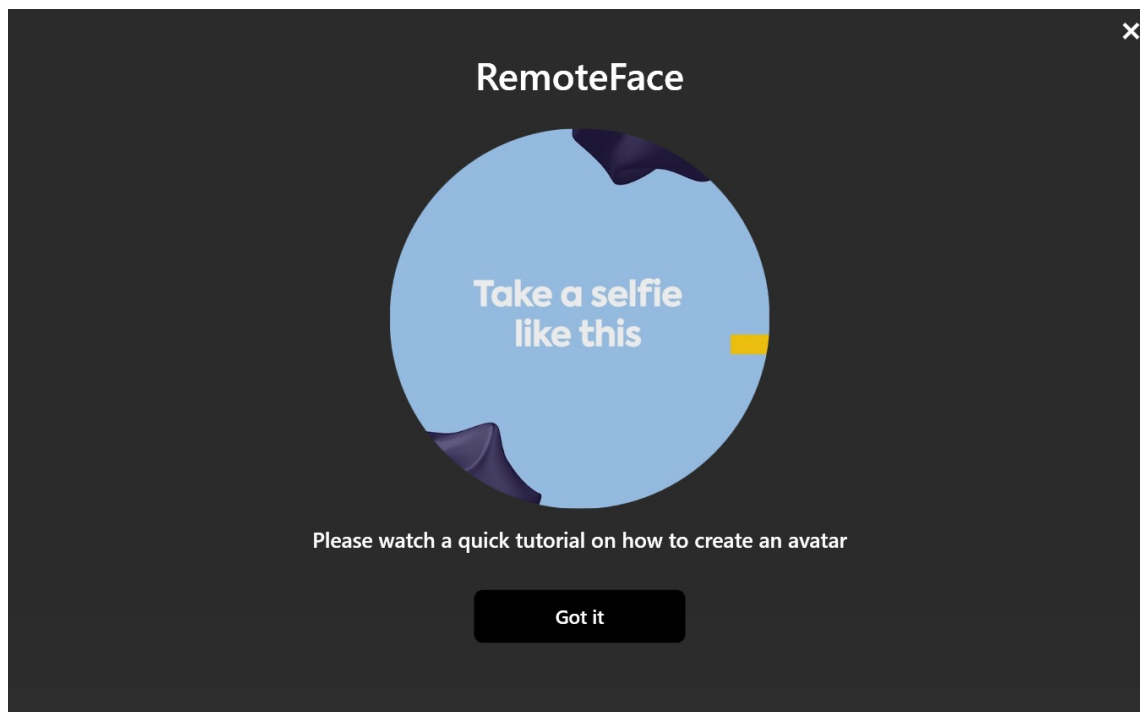 RemoteFace
Take a selfie
like this
Please watch a quick tutorial on how to create an avatar
Got it